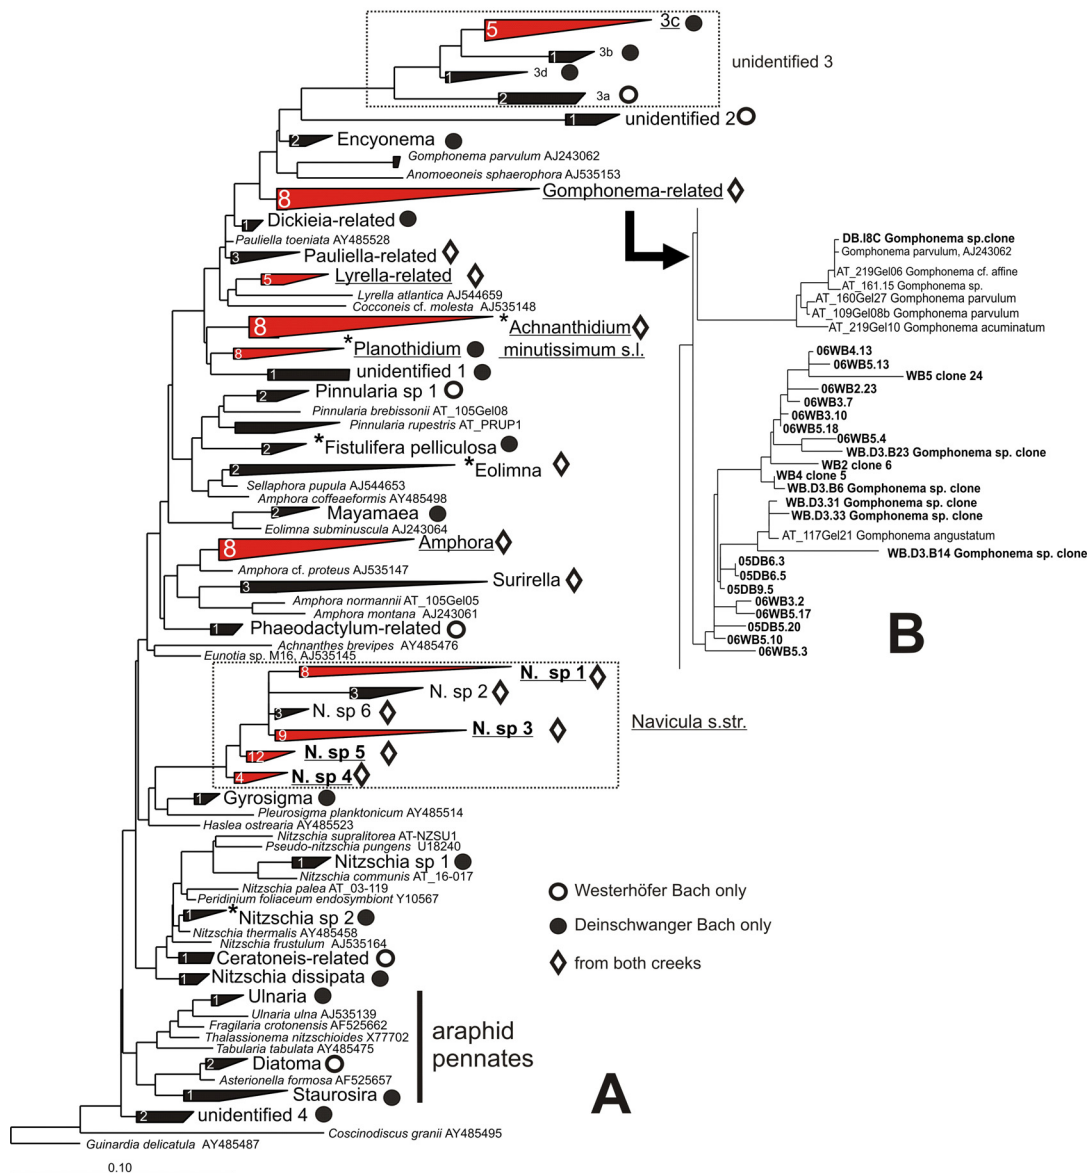 5 3c
1 3b
unidentified 3
1 3d
2 3a
1 unidentified 2
2 Encyonema
Gomphonema parvulum AJ243062
Anomoeoneis sphaerophora AJ535153
8 Gomphonema-related
1 Dickieia-related
Pauliella toeniata AY485528
3 Pauliella-related
5 Lyrella-related
Lyrella atlantica AJ544659
Cocconeis cf. molesta AJ535148
8 *Achnanthidium
minutissimum s.l.
8 *Planothidium
1 unidentified 1
2 Pinnularia sp 1
Pinnularia brebissonii AT_105Gel08
Pinnularia rupestris AT_PRUP1
2 *Fistulifera pelliculosa
2 *Eolimna
Sellaphora pupula AJ544653
Amphora coffeaeformis AY485498
2 Mayamaea
Eolimna subminuscula AJ243064
8 Amphora
Amphora cf. proteus AJ535147
3 Surirella
Amphora normannii AT_105Gel05
Amphora montana AJ243061
1 Phaeodactylum-related
Achnanthes brevipes AY485476
Eunotia sp. M16, AJ535145
8 N. sp 1
3 N. sp 2
3 N. sp 6
9 N. sp 3
Navicula s.str.
12 N. sp 5
4 N. sp 4
1 Gyrosigma
Pleurosigma planktonicum AY485514
Haslea ostrearia AY485523
Nitzschia supralitorea AT-NZSU1
Pseudo-nitzschia pungens U18240
1 Nitzschia sp 1
Nitzschia communis AT_16-017
Nitzschia palea AT_03-119
Peridinium foliaceum endosymbiont Y10567
1 *Nitzschia sp 2
Nitzschia thermalis AY485458
Nitzschia frustulum AJ535164
1 Ceratoneis-related
1 Nitzschia dissipata
1 Ulnaria
Ulnaria ulna AJ535139
Fragilaria crotonensis AF525662
Thalassionema nitzschioides X77702
Tabularia tabulata AY485475
2 Diatoma
Asterionella formosa AF525657
1 Staurosira
araphid
pennates
2 unidentified 4
Coscinodiscus granii AY485495
Guinardia delicatula AY485487
0.10
A
DB.I8C Gomphonema sp.clone
Gomphonema parvulum, AJ243062
AT_219Gel06 Gomphonema cf. affine
AT_161.15 Gomphonema sp.
AT_160Gel27 Gomphonema parvulum
AT_109Gel08b Gomphonema parvulum
AT_219Gel10 Gomphonema acuminatum
06WB4.13
06WB5.13
WB5 clone 24
06WB2.23
06WB3.7
06WB3.10
06WB5.18
06WB5.4
WB.D3.B23 Gomphonema sp. clone
WB2 clone 6
WB4 clone 5
WB.D3.B6 Gomphonema sp. clone
WB.D3.31 Gomphonema sp. clone
WB.D3.33 Gomphonema sp. clone
AT_117Gel21 Gomphonema angustatum
WB.D3.B14 Gomphonema sp. clone
05DB6.3
05DB6.5
05DB9.5
06WB3.2
06WB5.17
05DB5.20
06WB5.10
06WB5.3
B
Westerhöfer Bach only
Deinschwanger Bach only
from both creeks